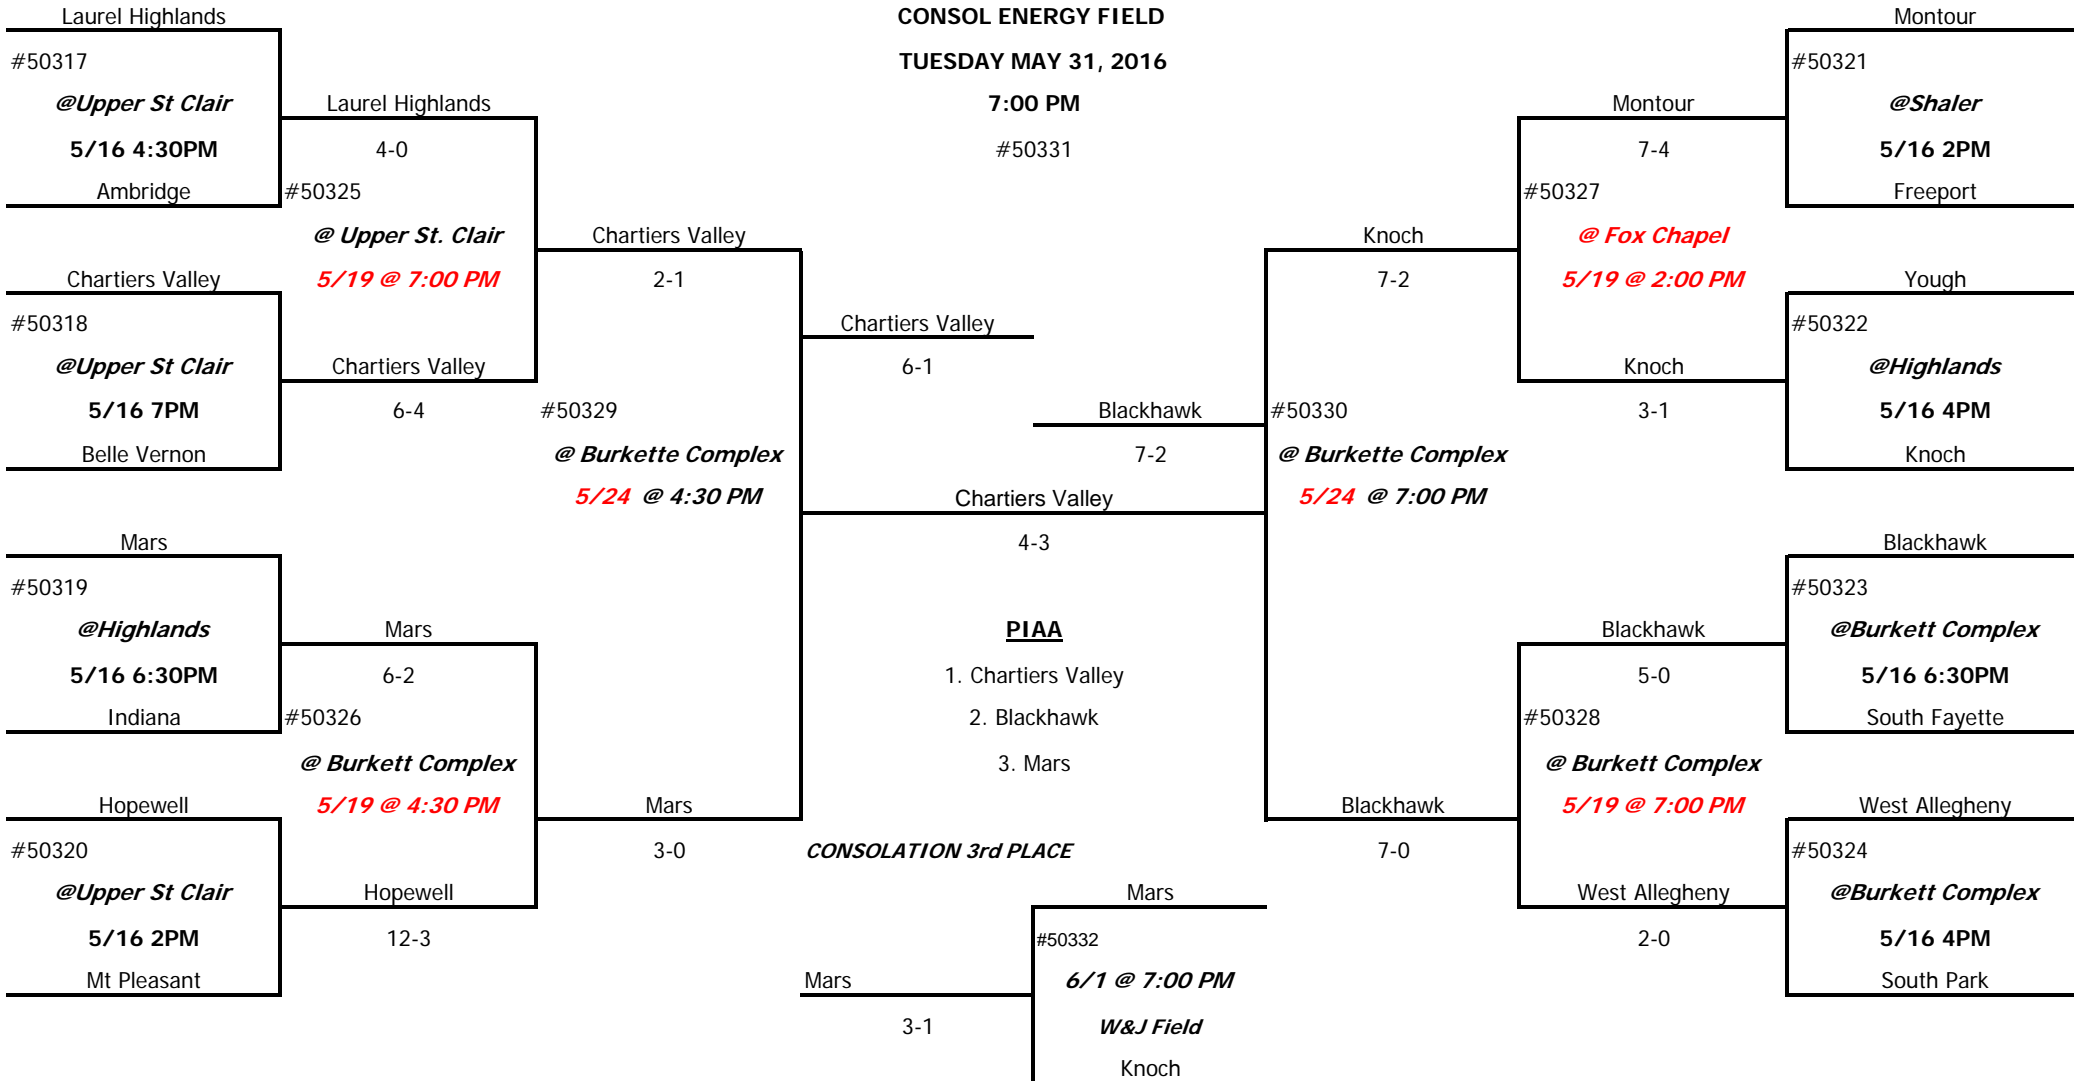 Laurel Highlands
CONSOL ENERGY FIELD
Montour
#50317
TUESDAY MAY 31, 2016
#50321
@Upper St Clair
Laurel Highlands
7:00 PM
Montour
@Shaler
5/16 4:30PM
4-0
#50331
7-4
5/16 2PM
Ambridge
#50325
#50327
Freeport
@ Upper St. Clair
Chartiers Valley
Knoch
@ Fox Chapel
Chartiers Valley
5/19 @ 7:00 PM
2-1
7-2
5/19 @ 2:00 PM
Yough
#50318
Chartiers Valley
#50322
@Upper St Clair
Chartiers Valley
6-1
Knoch
@Highlands
5/16 7PM
6-4
#50329
Blackhawk
#50330
3-1
5/16 4PM
Belle Vernon
@ Burkette Complex
7-2
@ Burkette Complex
Knoch
5/24 @ 4:30 PM
Chartiers Valley
5/24 @ 7:00 PM
Mars
4-3
Blackhawk
#50319
#50323
@Highlands
Mars
PIAA
Blackhawk
@Burkett Complex
5/16 6:30PM
6-2
1. Chartiers Valley
5-0
5/16 6:30PM
Indiana
#50326
2. Blackhawk
#50328
South Fayette
@ Burkett Complex
3. Mars
@ Burkett Complex
Hopewell
5/19 @ 4:30 PM
Mars
Blackhawk
5/19 @ 7:00 PM
West Allegheny
#50320
3-0
CONSOLATION 3rd PLACE
7-0
#50324
@Upper St Clair
Hopewell
Mars
West Allegheny
@Burkett Complex
5/16 2PM
12-3
#50332
2-0
5/16 4PM
Mt Pleasant
Mars
6/1 @ 7:00 PM
South Park
3-1
W&J Field
Knoch